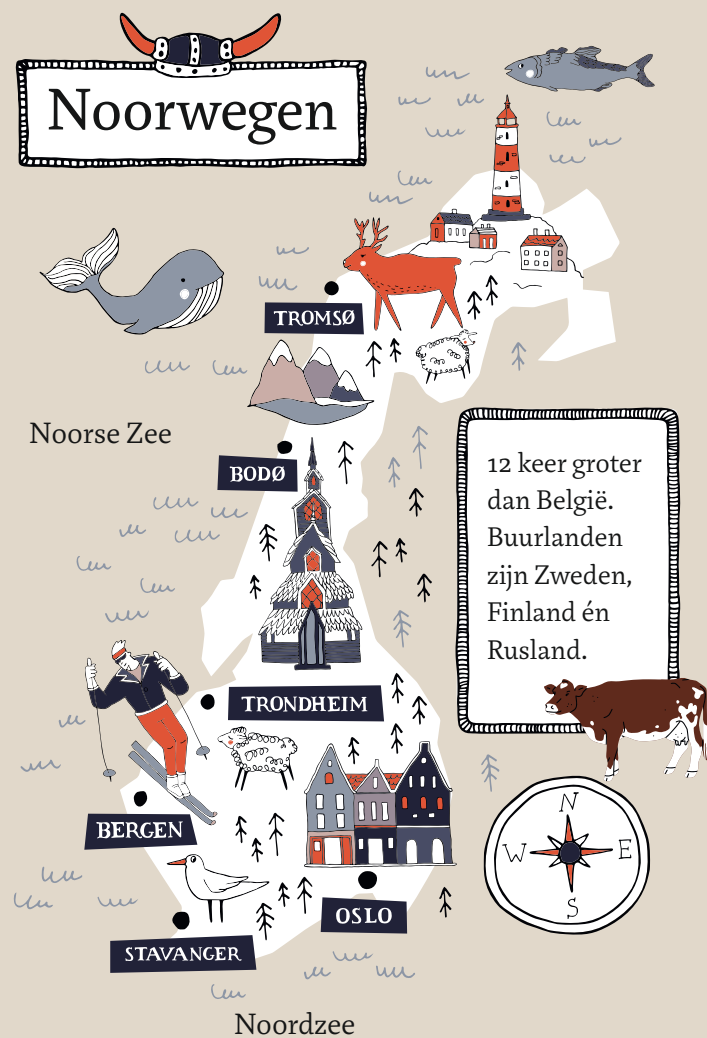 Noorwegen
TROMSØ
Noorse Zee
BODØ
12 keer groter
dan België.
Buurlanden
zijn Zweden,
Finland én
Rusland.
TRONDHEIM
BERGEN
N
W E
S
OSLO
STAVANGER
Noordzee